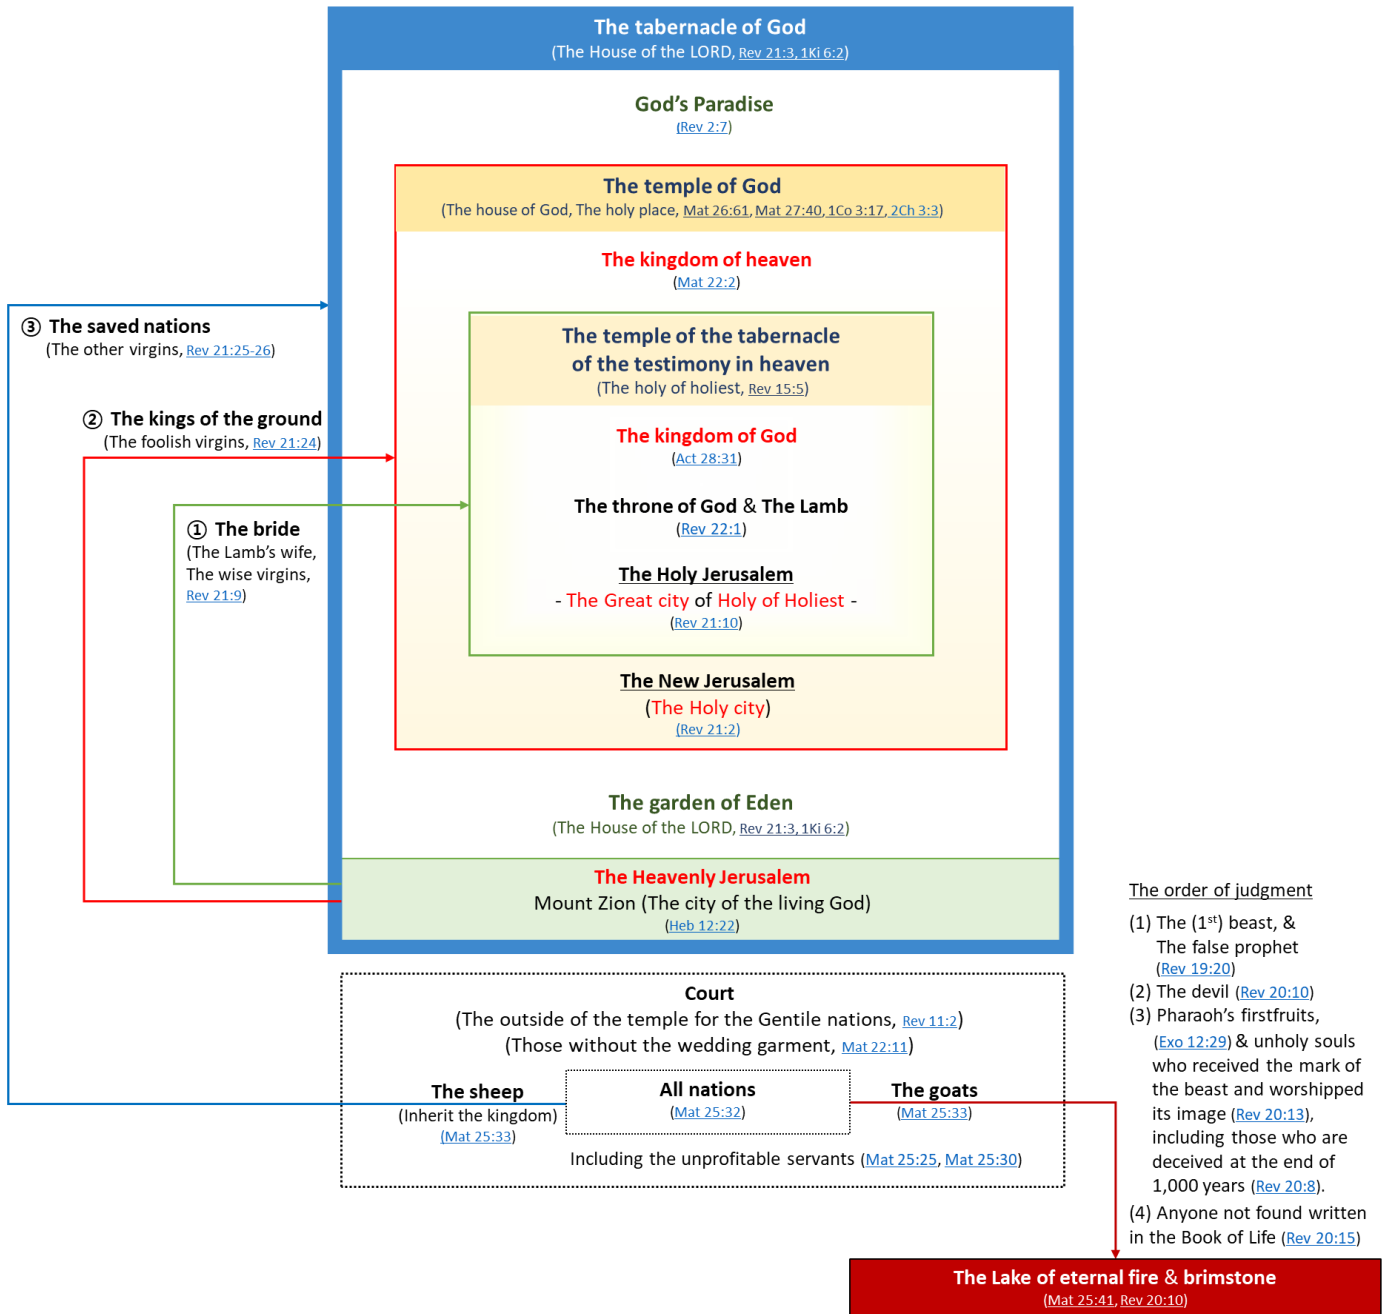 The tabernacle of God
(The House of the LORD, Rev 21:3, 1Ki 6:2)
God's Paradise
(Rev 2:7)
The temple of God
(The house of God, The holy place, Mat 26:61, Mat 27:40, 1Co 3:17, 2Ch 3:3)
The kingdom of heaven
(Mat 22:2)
The temple of the tabernacle
of the testimony in heaven
(The holy of holiest, Rev 15:5)
The kingdom of God
(Act 28:31)
The throne of God & The Lamb
(Rev 22:1)
The Holy Jerusalem
- The Great city of Holy of Holiest -
(Rev 21:10)
The New Jerusalem
(The Holy city)
(Rev 21:2)
The garden of Eden
(The House of the LORD, Rev 21:3, 1Ki 6:2)
The Heavenly Jerusalem
Mount Zion (The city of the living God)
(Heb 12:22)
③ The saved nations
(The other virgins, Rev 21:25-26)
② The kings of the ground
(The foolish virgins, Rev 21:24)
① The bride
(The Lamb's wife,
The wise virgins,
Rev 21:9)
Court
(The outside of the temple for the Gentile nations, Rev 11:2)
(Those without the wedding garment, Mat 22:11)
The sheep
(Inherit the kingdom)
(Mat 25:33)
All nations
(Mat 25:32)
The goats
(Mat 25:33)
Including the unprofitable servants (Mat 25:25, Mat 25:30)
The order of judgment
(1) The (1st) beast, &
The false prophet
(Rev 19:20)
(2) The devil (Rev 20:10)
(3) Pharaoh's firstfruits,
(Exo 12:29) & unholy souls
who received the mark of
the beast and worshipped
its image (Rev 20:13),
including those who are
deceived at the end of
1,000 years (Rev 20:8).
(4) Anyone not found written
in the Book of Life (Rev 20:15)
The Lake of eternal fire & brimstone
(Mat 25:41, Rev 20:10)